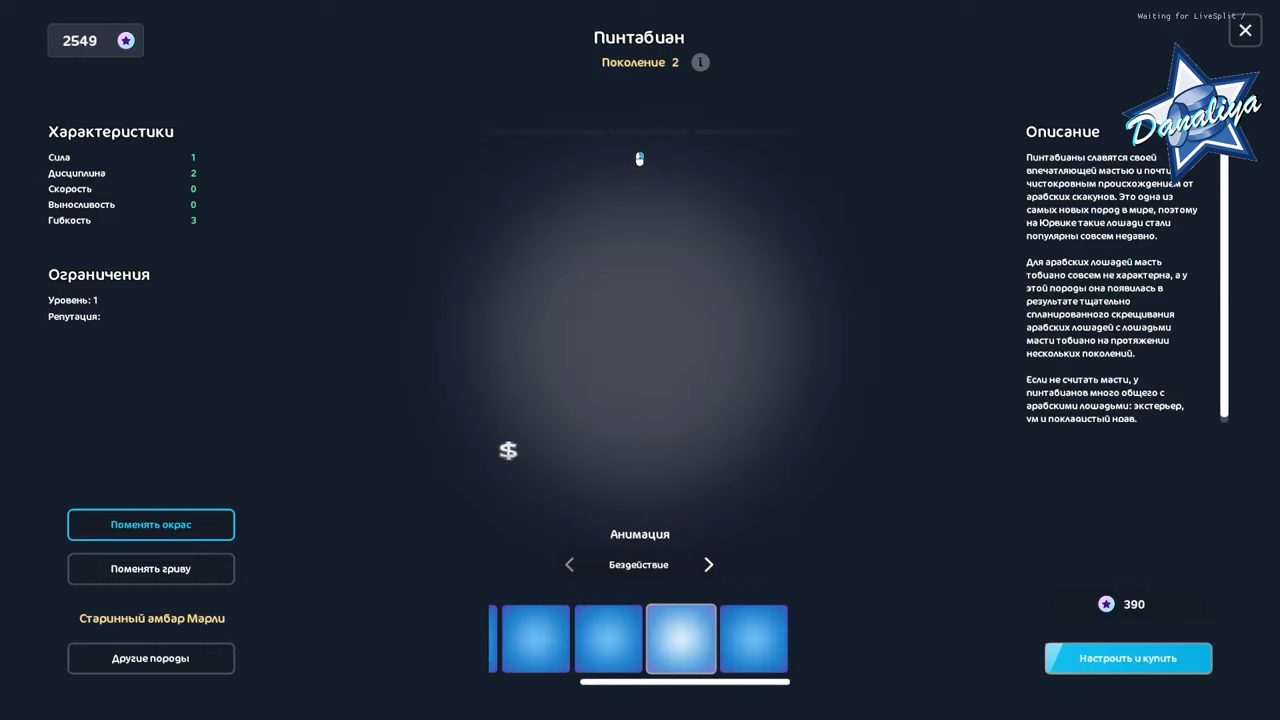 Waiting for LiveSplit /
2549
Пинтабиан
Поколение 2
i
Danaliya
Характеристики
Сила 1
Дисциплина 2
Скорость 0
Выносливость 0
Гибкость 3
Ограничения
Уровень: 1
Репутация:
Описание
Пинтабианы славятся своей
впечатляющей мастью и почти
чистокровным происхождением от
арабских скакунов. Это одна из
самых новых пород в мире, поэтому
на Юрвике такие лошади стали
популярны совсем недавно.
Для арабских лошадей масть
тобиано совсем не характерна, а у
этой породы она появилась в
результате тщательно
спланированного скрещивания
арабских лошадей с лошадьми
масти тобиано на протяжении
нескольких поколений.
Если не считать масти, у
пинтабианов много общего с
арабскими лошадьми: экстерьер,
ум и покладистый нрав.
$
Поменять окрас
Поменять гриву
Старинный амбар Марли
Другие породы
Анимация
Бездействие
390
Настроить и купить